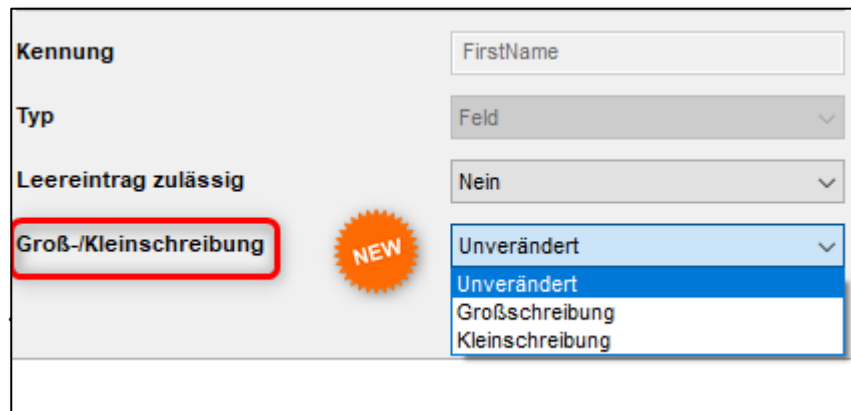 Kennung FirstName
Typ Feld
Leereintrag zulässig Nein
Groß-/Kleinschreibung NEW Unverändert
Unverändert
Großschreibung
Kleinschreibung